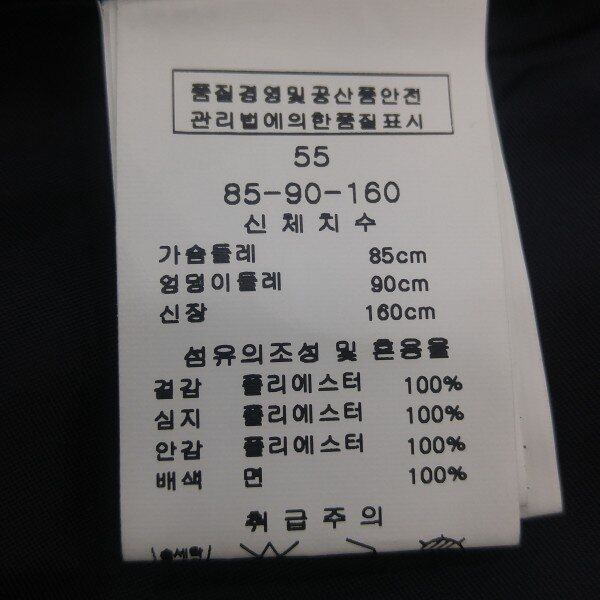 품질경영및공산품안전
관리법에의한품질표시
55
85-90-160
신체치수
가슴둘레 85cm
엉덩이둘레 90cm
신장 160cm
섬유의조성 및 혼용율
겉감 폴리에스터 100%
심지 폴리에스터 100%
안감 폴리에스터 100%
배색 면 100%
취급주의
손세탁